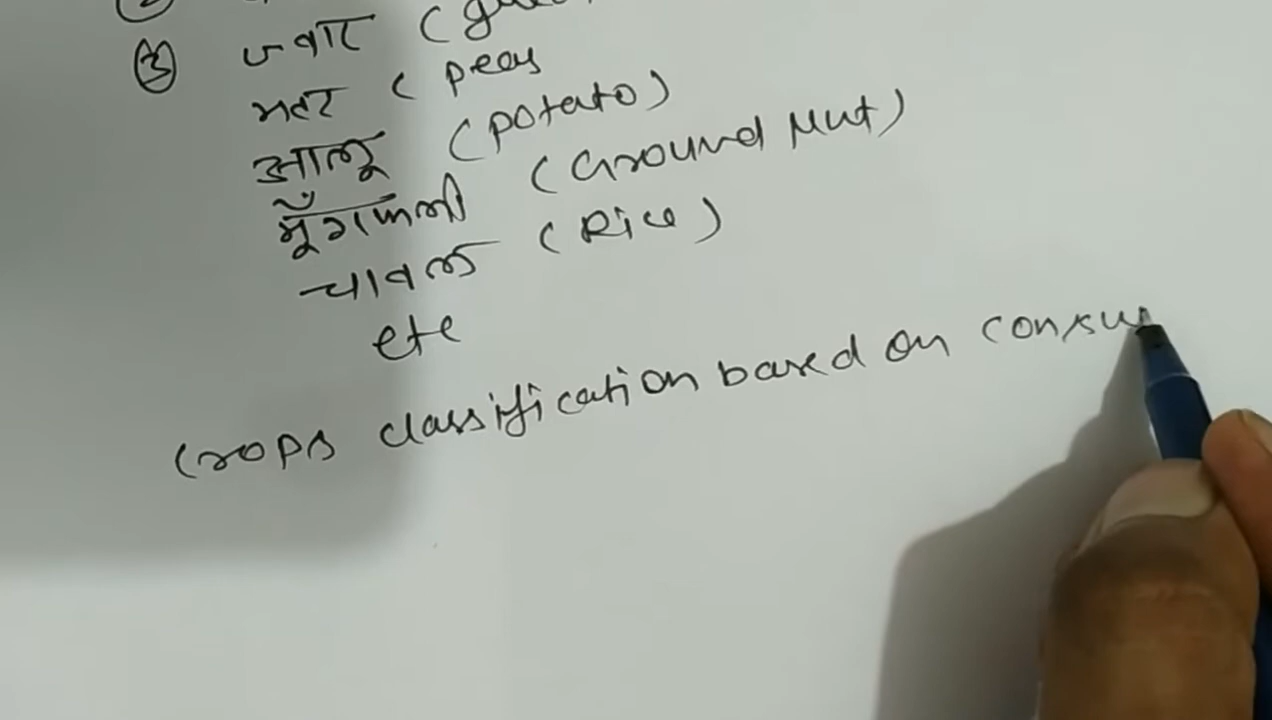 ③ ज्वार (
मटर ( peas
आलू (potato)
मूँगफली (Ground Nut)
चावल (Rice)
etc
Crops classification based on consu